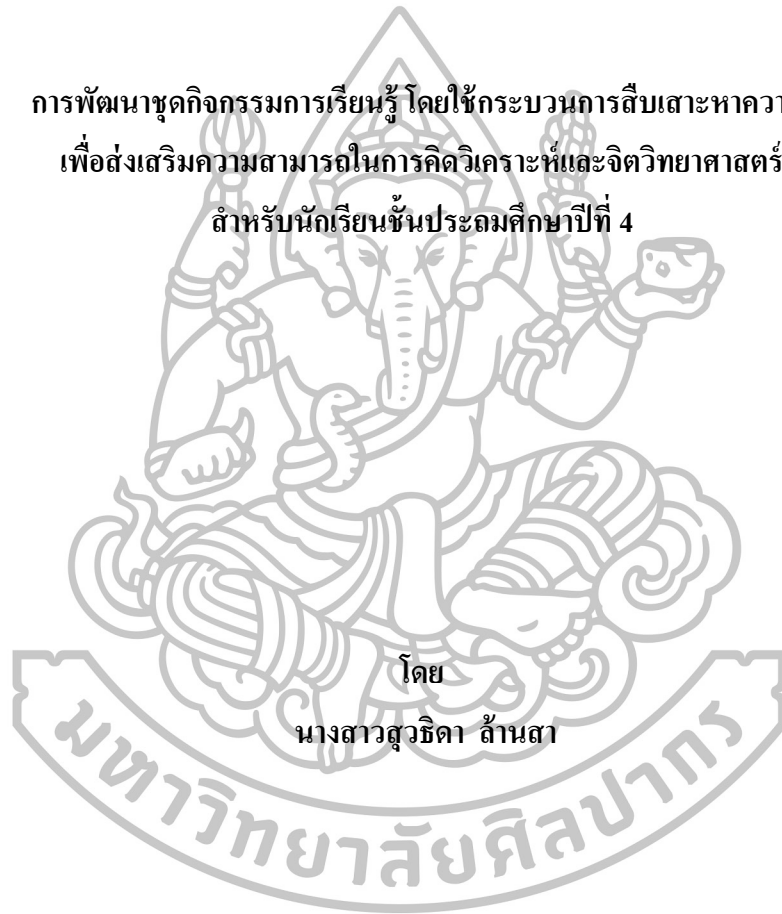 การพัฒนาชุดกิจกรรมการเรียนรู้ โดยใช้กระบวนการสืบเสาะหาควา
เพื่อส่งเสริมความสามารถในการคิดวิเคราะห์และจิตวิทยาศาสตร์
สำหรับนักเรียนชั้นประถมศึกษาปีที่ 4
โดย
นางสาวสุวธิดา ล้านสา
มหาวิทยาลัยศิลปากร